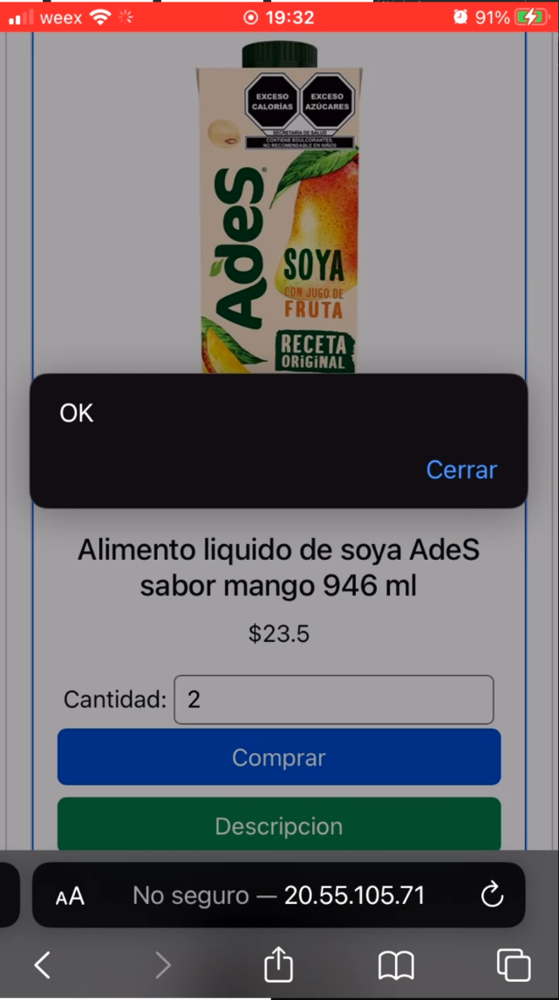 weex
19:32
91%
EXCESO
CALORÍAS
EXCESO
AZÚCARES
SECRETARÍA DE SALUD
CONTIENE EDULCORANTES,
NO RECOMENDABLE EN NIÑOS
AdeS
SOYA
CON JUGO DE
FRUTA
RECETA
ORiGiNAL
OK
Cerrar
Alimento liquido de soya AdeS
sabor mango 946 ml
$23.5
Cantidad: 2
Comprar
Descripcion
AA No seguro — 20.55.105.71